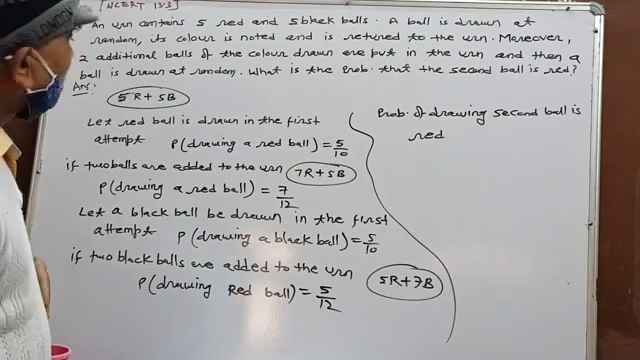 [NCERT 13.3]
An urn contains 5 red and 5 black balls. A ball is drawn at
random, its colour is noted and is returned to the urn. Moreover,
2 additional balls of the colour drawn are put in the urn and then a
ball is drawn at random. What is the prob. that the second ball is red?
Ans:
5R + 5B
Let red ball is drawn in the first
attempt P(drawing a red ball) = 5/10
if two balls are added to the urn 7R + 5B
P(drawing a red ball) = 7/12
Let a black ball be drawn in the first
attempt P(drawing a black ball) = 5/10
if two black balls are added to the urn
5R + 7B
P(drawing Red ball) = 5/12
Prob. of drawing second ball is
red